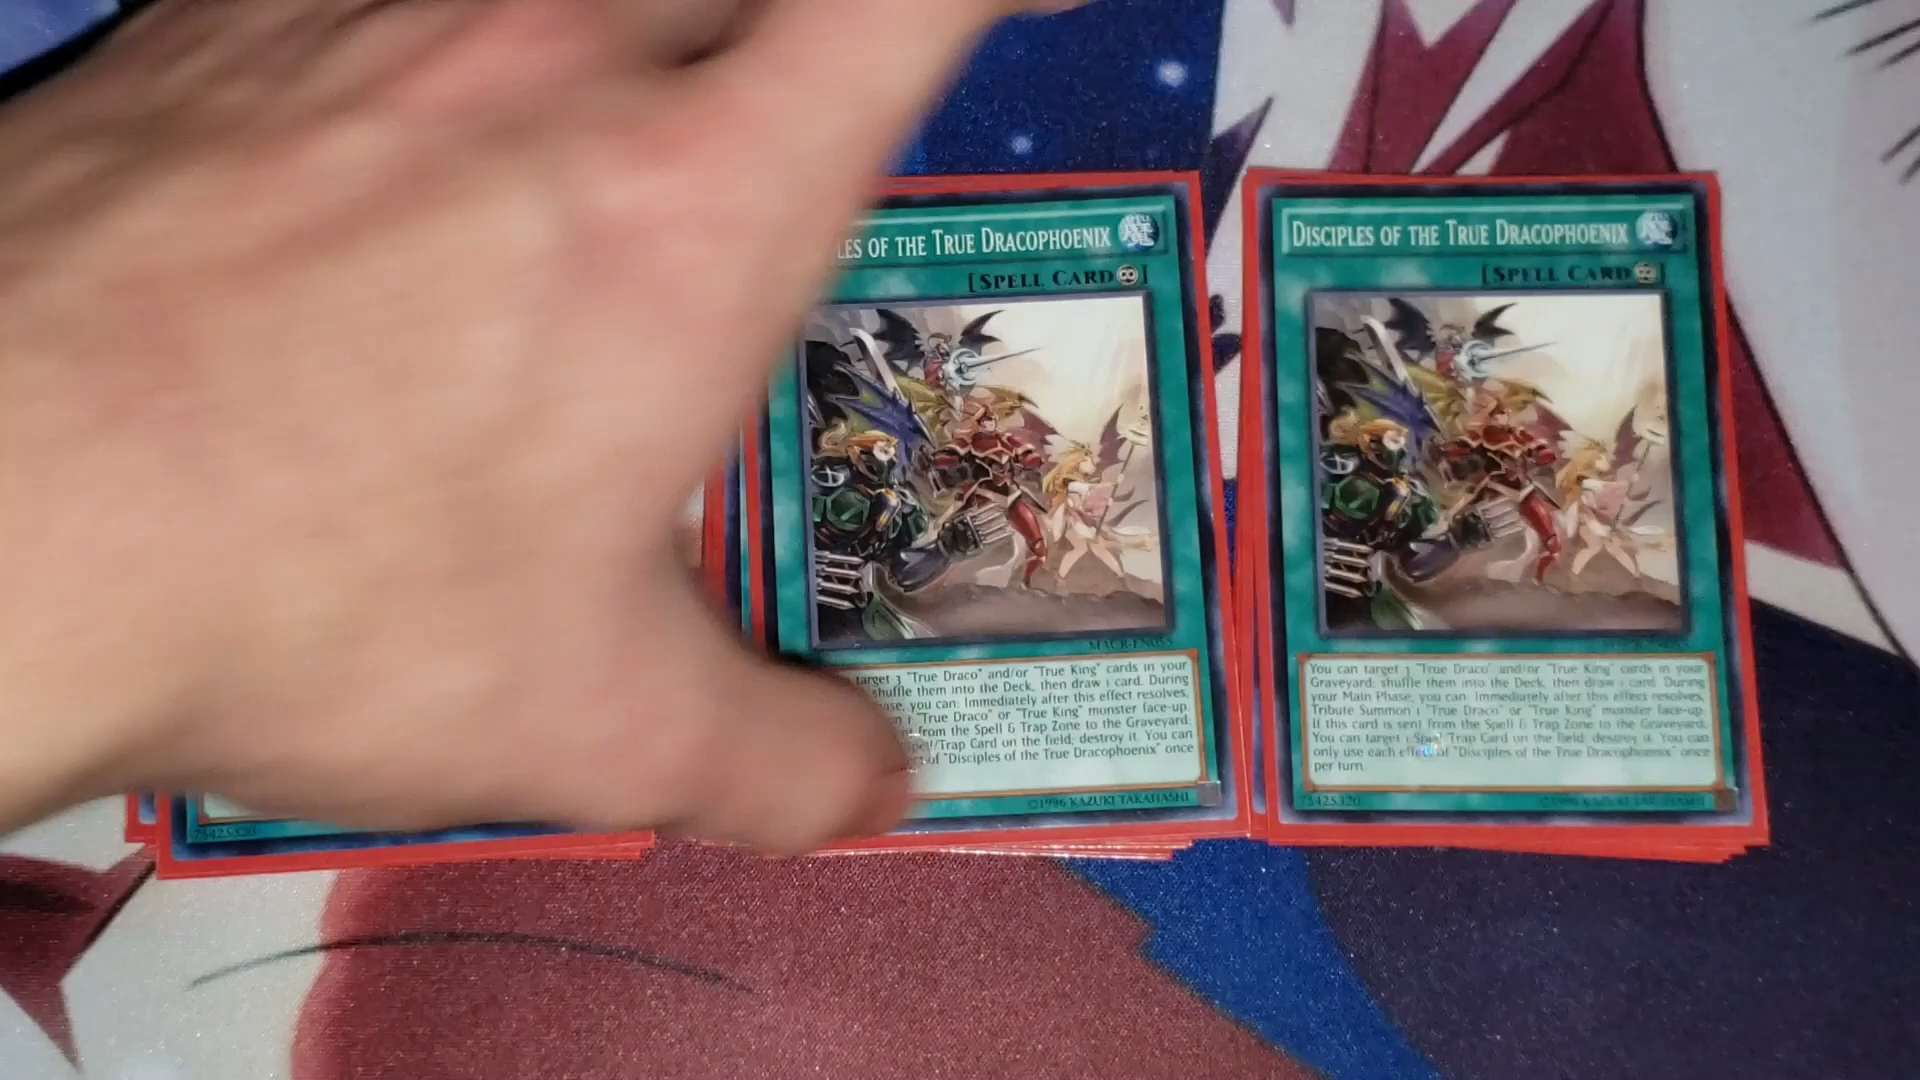 LES OF THE TRUE DRACOPHOENIX
[SPELL CARD]
MACR-EN053
target 3 "True Draco" and/or "True King" cards in your
shuffle them into the Deck, then draw 1 card. During
ase, you can: Immediately after this effect resolves,
on 1 "True Draco" or "True King" monster face-up.
from the Spell & Trap Zone to the Graveyard:
Spell/Trap Card on the field; destroy it. You can
of "Disciples of the True Dracophoenix" once
©1996 KAZUKI TAKAHASHI
DISCIPLES OF THE TRUE DRACOPHOENIX
[SPELL CARD]
You can target 3 "True Draco" and/or "True King" cards in your
Graveyard; shuffle them into the Deck, then draw 1 card. During
your Main Phase, you can: Immediately after this effect resolves,
Tribute Summon 1 "True Draco" or "True King" monster face-up.
If this card is sent from the Spell & Trap Zone to the Graveyard:
You can target 1 Spell/Trap Card on the field; destroy it. You can
only use each effect of "Disciples of the True Dracophoenix" once
per turn.
75425320
©1996 KAZUKI TAKAHASHI
75425320